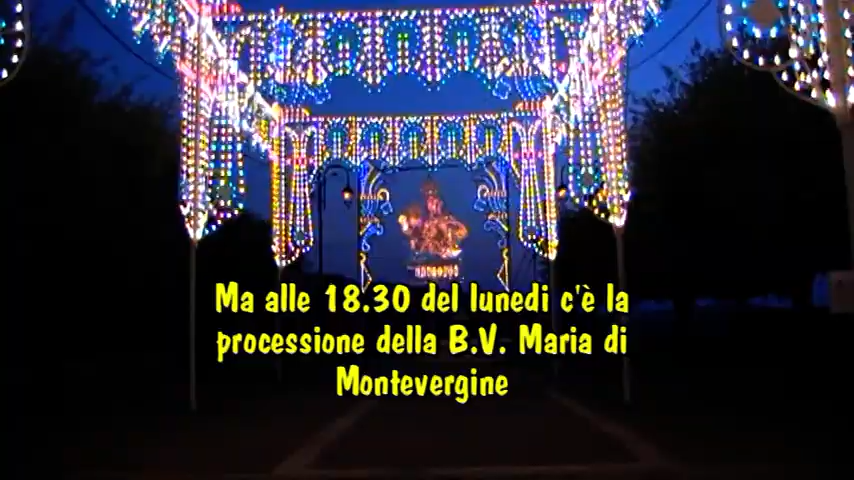 Ma alle 18.30 del lunedi c'è la
processione della B.V. Maria di
Montevergine